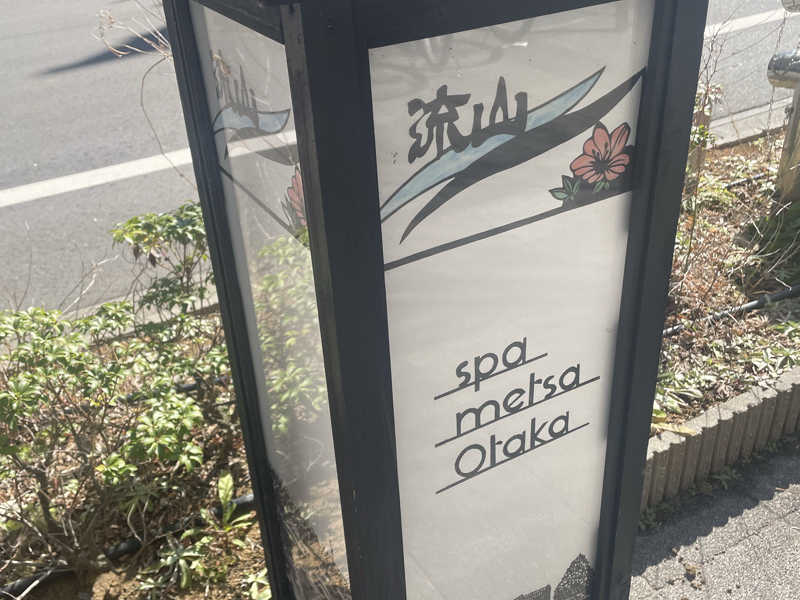 流山
spa
metsa
Otaka